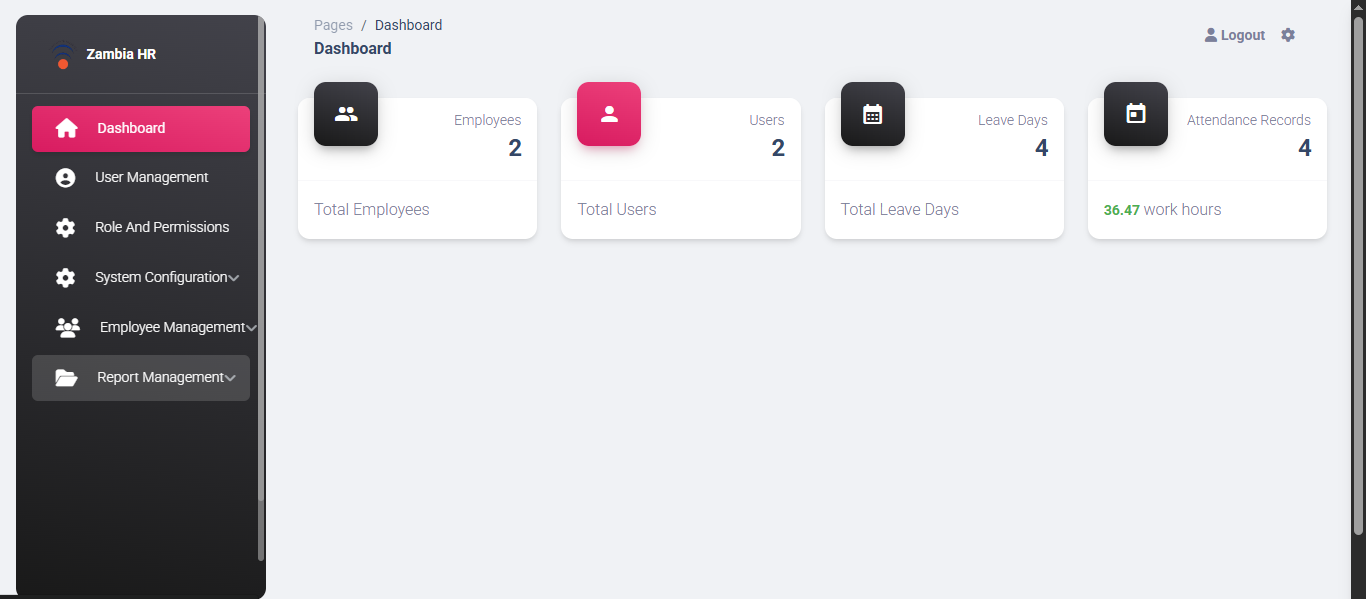 Zambia HR
Dashboard
User Management
Role And Permissions
System Configuration
Employee Management
Report Management
Pages / Dashboard
Dashboard
Logout
Employees
2
Total Employees
Users
2
Total Users
Leave Days
4
Total Leave Days
Attendance Records
4
36.47 work hours